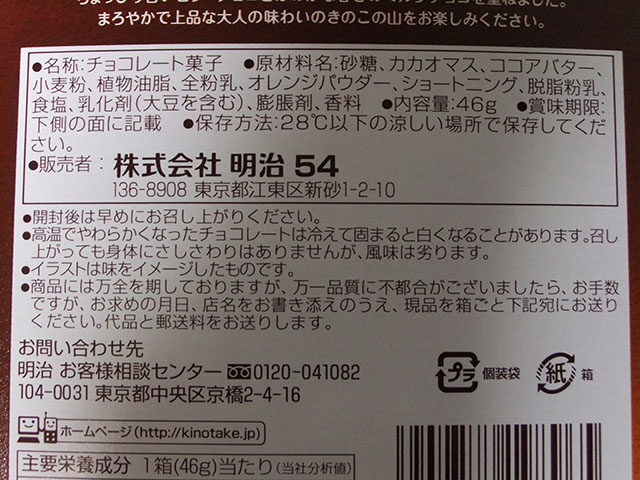 まろやかで上品な大人の味わいのきのこの山をお楽しみください。
●名称:チョコレート菓子 ●原材料名:砂糖、カカオマス、ココアバター、
小麦粉、植物油脂、全粉乳、オレンジパウダー、ショートニング、脱脂粉乳、
食塩、乳化剤(大豆を含む)、膨脹剤、香料 ●内容量:46g ●賞味期限:
下側の面に記載 ●保存方法:28℃以下の涼しい場所で保存してくだ
さい。
●販売者: 株式会社 明治 54
136-8908 東京都江東区新砂1-2-10
●開封後は早めにお召し上がりください。
●高温でやわらかくなったチョコレートは冷えて固まると白くなることがあります。召し
上がっても身体にさしさわりはありませんが、風味は劣ります。
●イラストは味をイメージしたものです。
●商品には万全を期しておりますが、万一品質に不都合がございましたら、お手数
ですが、お求めの月日、店名をお書き添えのうえ、現品を箱ごと下記宛にお送り
ください。代品と郵送料をお送りします。
お問い合わせ先
明治 お客様相談センター 0120-041082
104-0031 東京都中央区京橋2-4-16
プラ 個装袋
紙 箱
ホームページ(http://kinotake.jp)
主要栄養成分 1箱(46g)当たり(当社分析値)